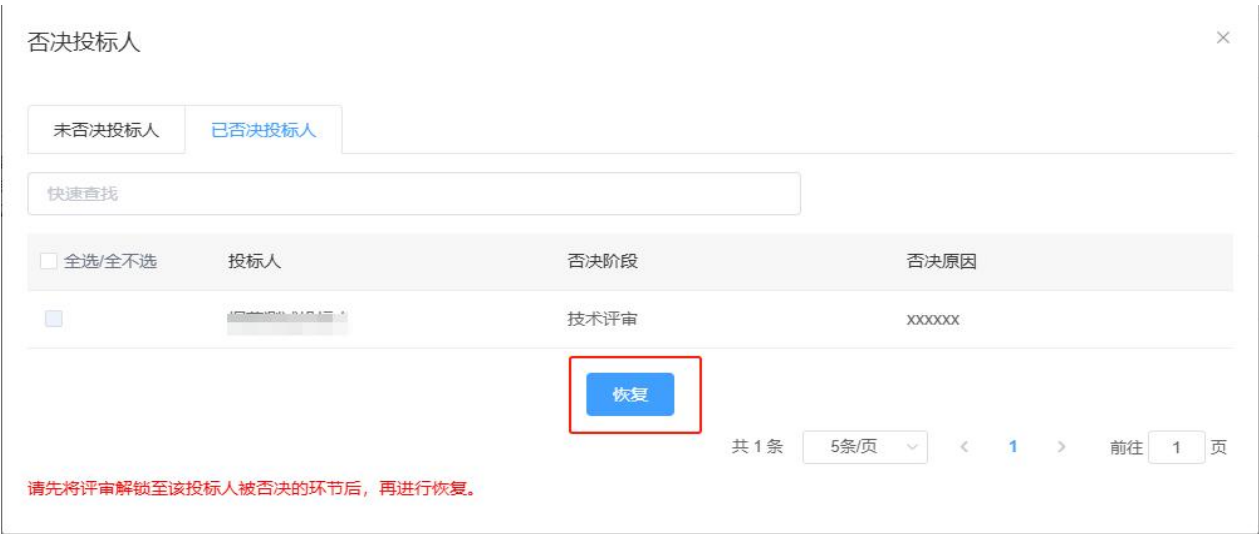 否决投标人
未否决投标人 已否决投标人
快速查找
全选/全不选 投标人 否决阶段 否决原因
技术评审 xxxxxx
恢复
共 1 条 5条/页 < 1 > 前往 1 页
请先将评审解锁至该投标人被否决的环节后，再进行恢复。